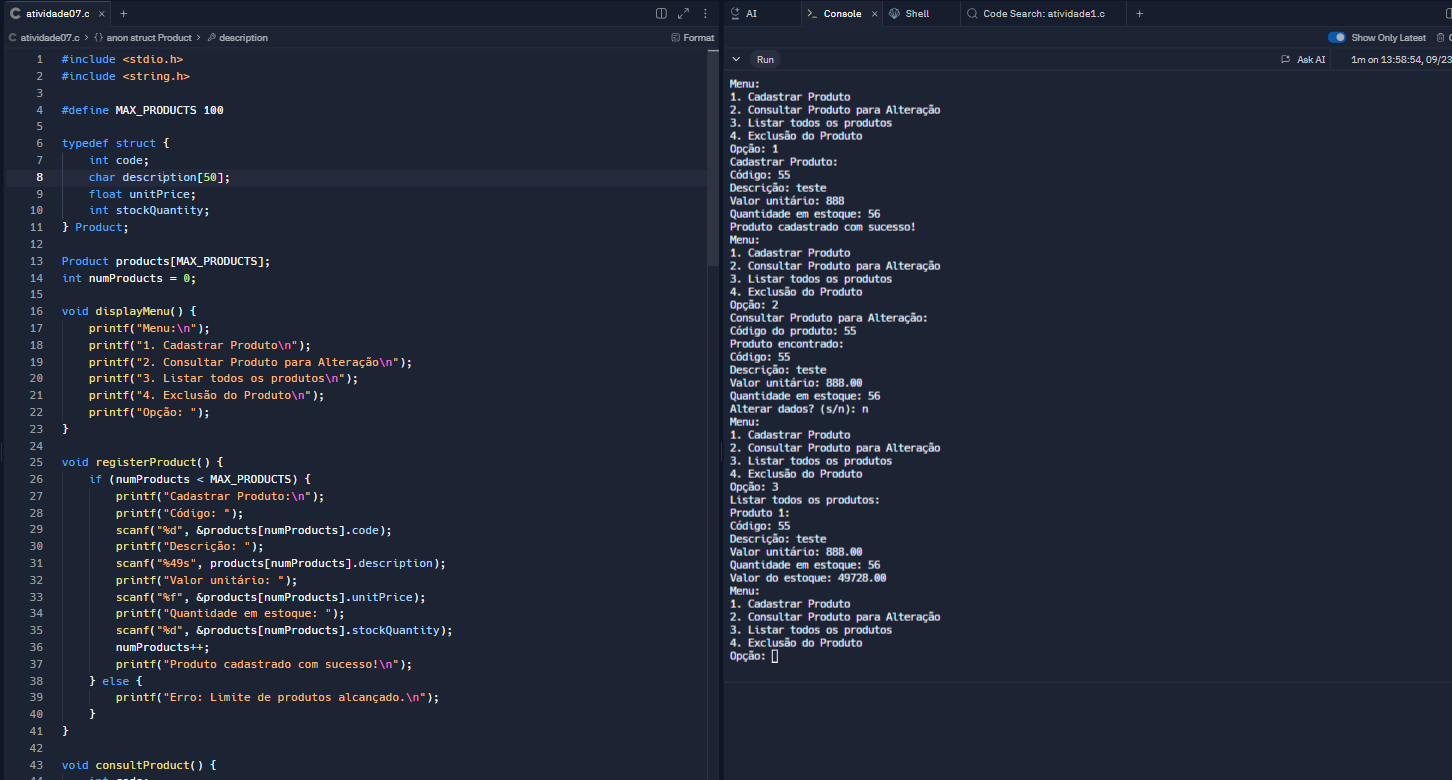 atividade07.c
atividade07.c > {} anon struct Product > description
Format
1 #include <stdio.h>
2 #include <string.h>
3
4 #define MAX_PRODUCTS 100
5
6 typedef struct {
7 int code;
8 char description[50];
9 float unitPrice;
10 int stockQuantity;
11 } Product;
12
13 Product products[MAX_PRODUCTS];
14 int numProducts = 0;
15
16 void displayMenu() {
17 printf("Menu:\n");
18 printf("1. Cadastrar Produto\n");
19 printf("2. Consultar Produto para Alteração\n");
20 printf("3. Listar todos os produtos\n");
21 printf("4. Exclusão do Produto\n");
22 printf("Opção: ");
23 }
24
25 void registerProduct() {
26 if (numProducts < MAX_PRODUCTS) {
27 printf("Cadastrar Produto:\n");
28 printf("Código: ");
29 scanf("%d", &products[numProducts].code);
30 printf("Descrição: ");
31 scanf("%49s", products[numProducts].description);
32 printf("Valor unitário: ");
33 scanf("%f", &products[numProducts].unitPrice);
34 printf("Quantidade em estoque: ");
35 scanf("%d", &products[numProducts].stockQuantity);
36 numProducts++;
37 printf("Produto cadastrado com sucesso!\n");
38 } else {
39 printf("Erro: Limite de produtos alcançado.\n");
40 }
41 }
42
43 void consultProduct() {
AI
Console
Shell
Code Search: atividade1.c
Show Only Latest
Run
Ask AI
1m on 13:58:54, 09/23
Menu:
1. Cadastrar Produto
2. Consultar Produto para Alteração
3. Listar todos os produtos
4. Exclusão do Produto
Opção: 1
Cadastrar Produto:
Código: 55
Descrição: teste
Valor unitário: 888
Quantidade em estoque: 56
Produto cadastrado com sucesso!
Menu:
1. Cadastrar Produto
2. Consultar Produto para Alteração
3. Listar todos os produtos
4. Exclusão do Produto
Opção: 2
Consultar Produto para Alteração:
Código do produto: 55
Produto encontrado:
Código: 55
Descrição: teste
Valor unitário: 888.00
Quantidade em estoque: 56
Alterar dados? (s/n): n
Menu:
1. Cadastrar Produto
2. Consultar Produto para Alteração
3. Listar todos os produtos
4. Exclusão do Produto
Opção: 3
Listar todos os produtos:
Produto 1:
Código: 55
Descrição: teste
Valor unitário: 888.00
Quantidade em estoque: 56
Valor do estoque: 49728.00
Menu:
1. Cadastrar Produto
2. Consultar Produto para Alteração
3. Listar todos os produtos
4. Exclusão do Produto
Opção: